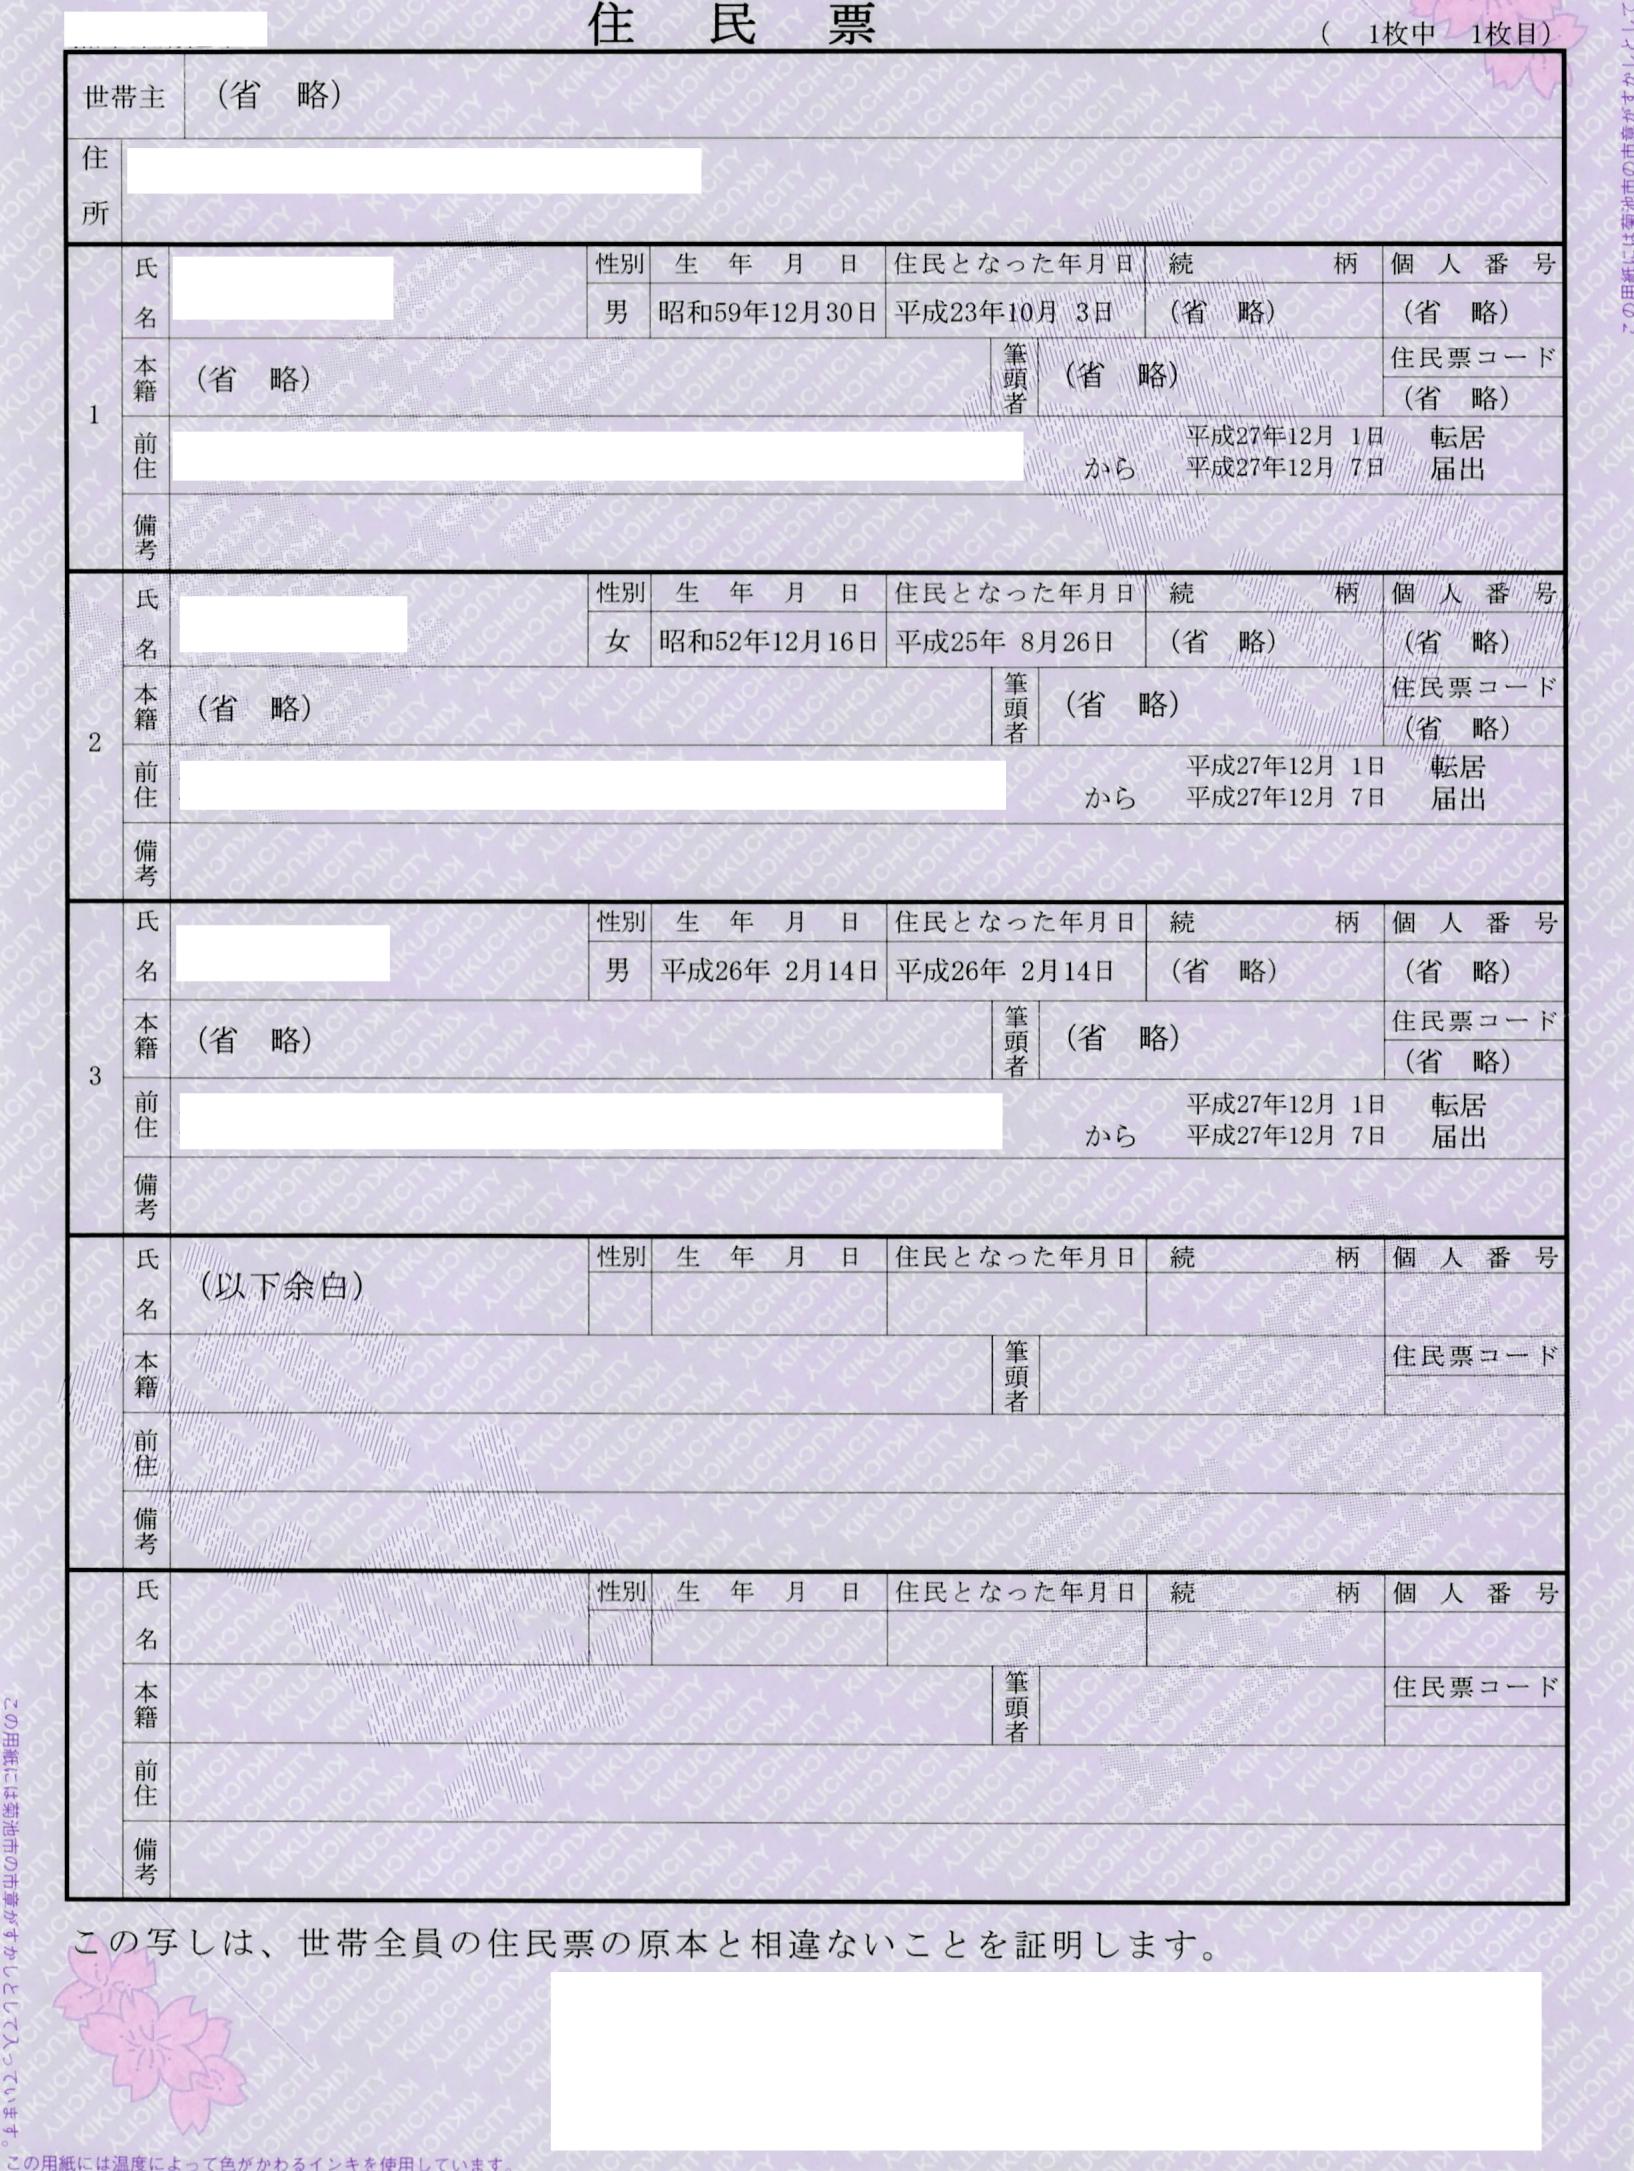 住民票
( 1枚中 1枚目)
世帯主 (省 略)
住所
1
氏名 性別 生年月日 住民となった年月日 続柄 個人番号
男 昭和59年12月30日 平成23年10月 3日 (省 略) (省 略)
本籍 (省 略) 筆頭者 (省 略) 住民票コード
(省 略)
前住 平成27年12月 1日 転居
から 平成27年12月 7日 届出
備考
2
氏名 性別 生年月日 住民となった年月日 続柄 個人番号
女 昭和52年12月16日 平成25年 8月26日 (省 略) (省 略)
本籍 (省 略) 筆頭者 (省 略) 住民票コード
(省 略)
前住 平成27年12月 1日 転居
から 平成27年12月 7日 届出
備考
3
氏名 性別 生年月日 住民となった年月日 続柄 個人番号
男 平成26年 2月14日 平成26年 2月14日 (省 略) (省 略)
本籍 (省 略) 筆頭者 (省 略) 住民票コード
(省 略)
前住 平成27年12月 1日 転居
から 平成27年12月 7日 届出
備考
氏名 (以下余白) 性別 生年月日 住民となった年月日 続柄 個人番号
本籍 筆頭者 住民票コード
前住
備考
氏名 性別 生年月日 住民となった年月日 続柄 個人番号
本籍 筆頭者 住民票コード
前住
備考
この写しは、世帯全員の住民票の原本と相違ないことを証明します。
この用紙には菊池市の市章がすかしとして入っています。
この用紙には温度によって色がかわるインキを使用しています。
KIKUCHICITY